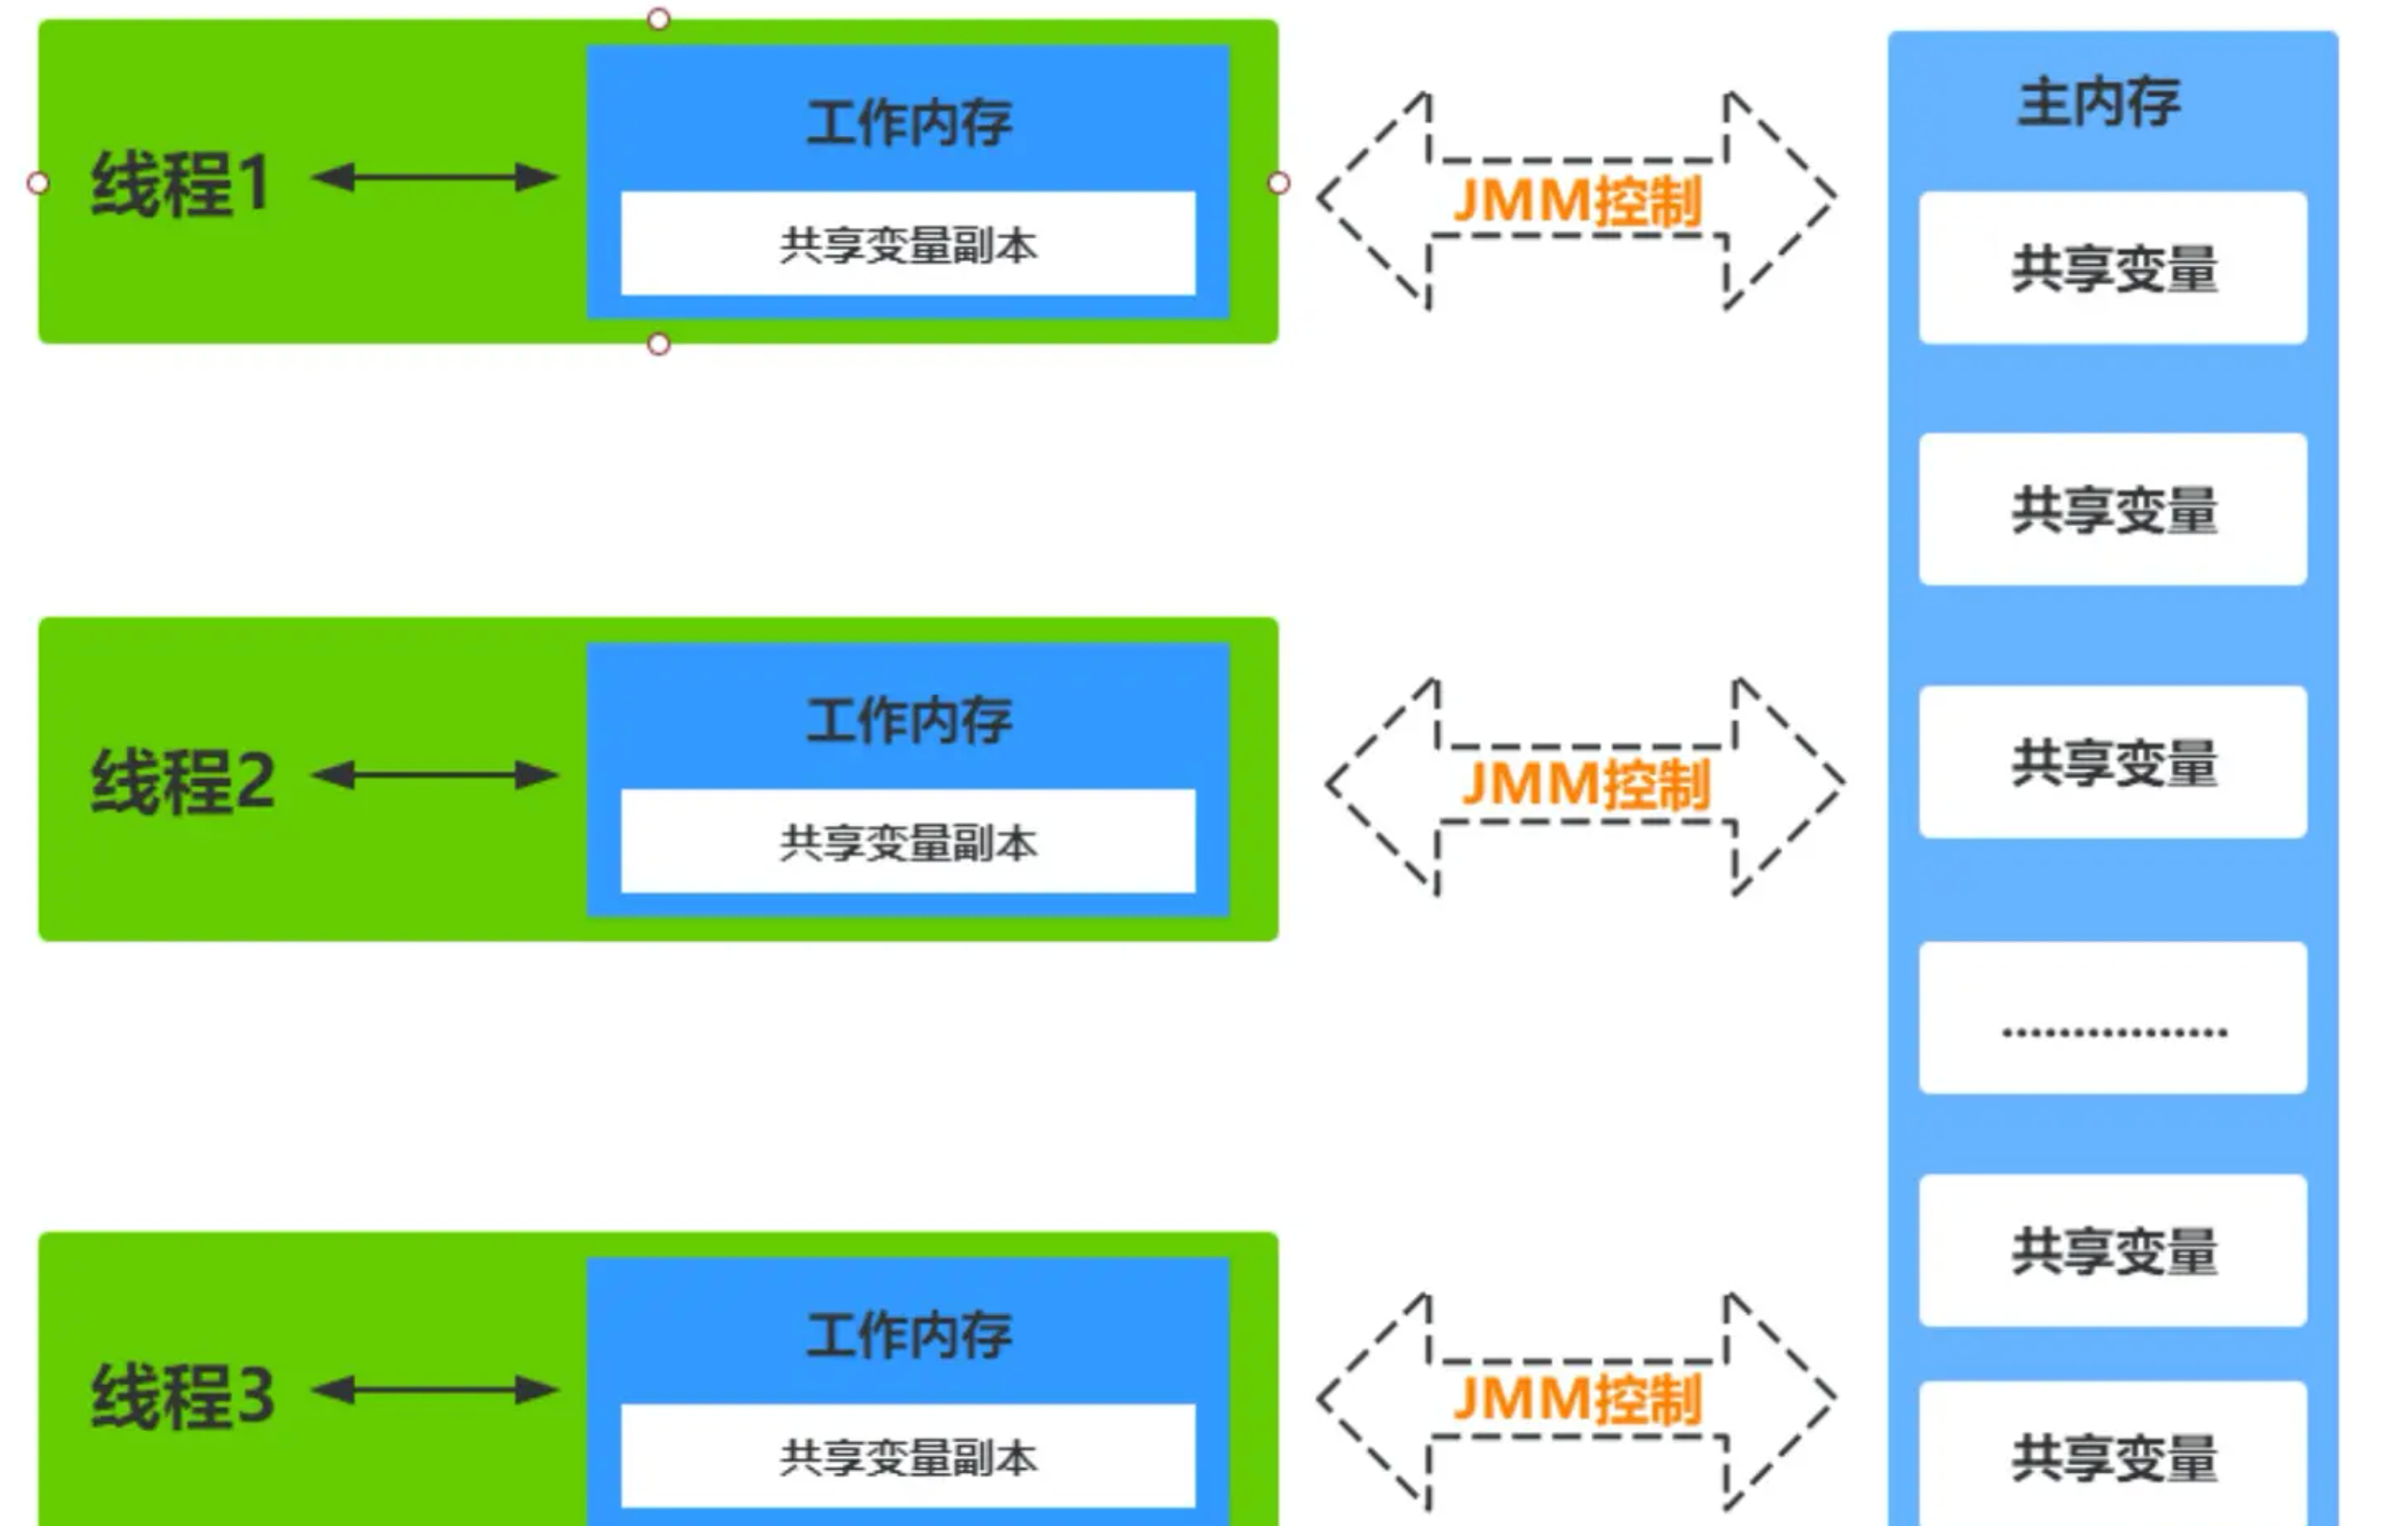 线程1
工作内存
共享变量副本
JMM控制
线程2
工作内存
共享变量副本
JMM控制
线程3
工作内存
共享变量副本
JMM控制
主内存
共享变量
共享变量
共享变量
................
共享变量
共享变量